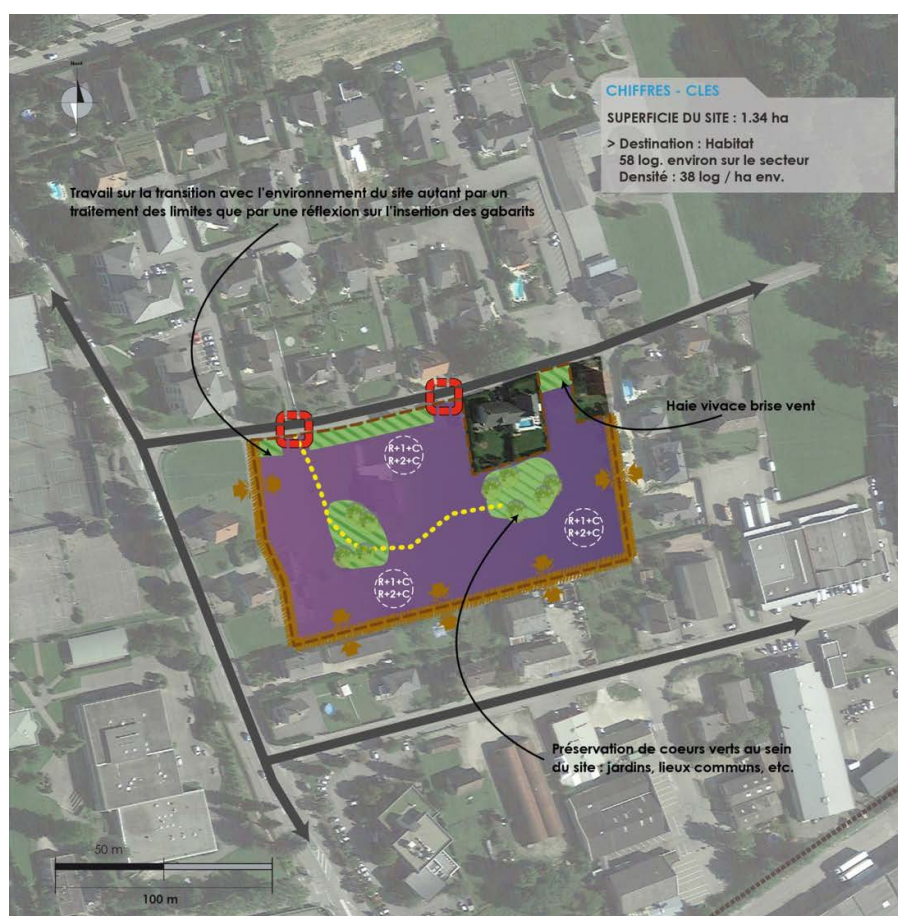 Nord
CHIFFRES - CLES
SUPERFICIE DU SITE : 1.34 ha
> Destination : Habitat
58 log. environ sur le secteur
Densité : 38 log / ha env.
Travail sur la transition avec l'environnement du site autant par un
traitement des limites que par une réflexion sur l'insertion des gabarits
Haie vivace brise vent
R+1+C
R+2+C
R+1+C
R+2+C
R+1+C
R+2+C
Préservation de coeurs verts au sein
du site : jardins, lieux communs, etc.
50 m
100 m